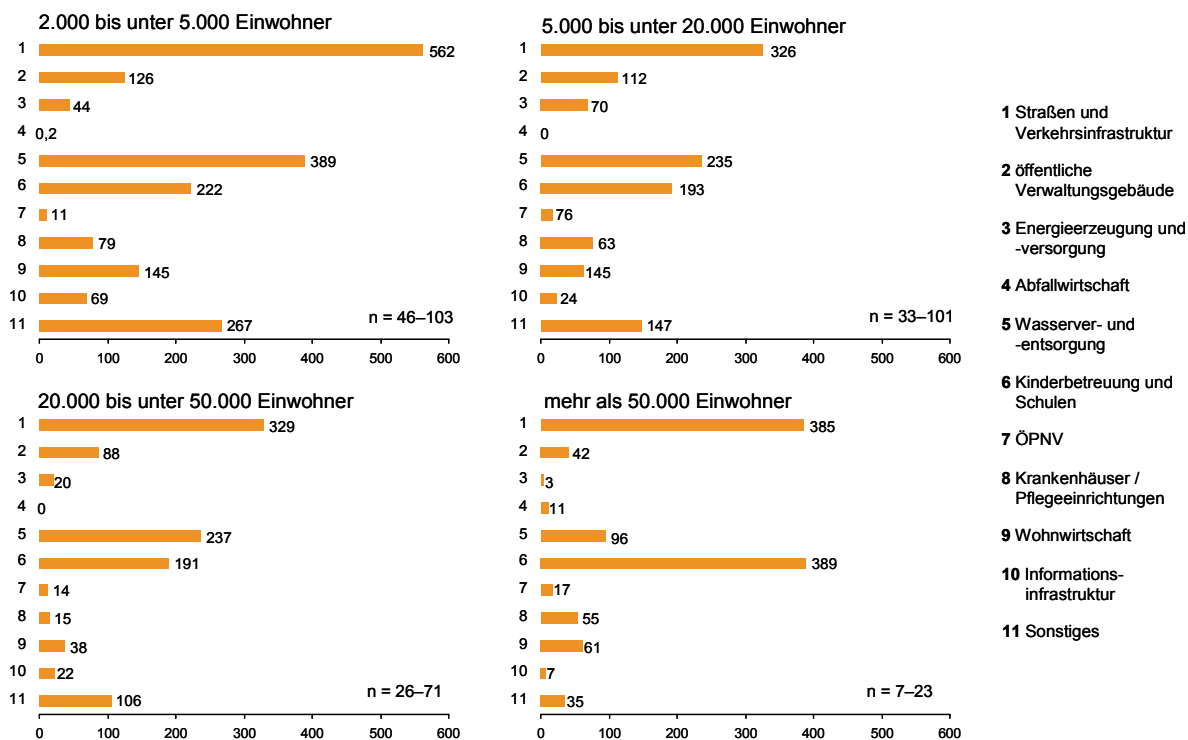 2.000 bis unter 5.000 Einwohner
1 562
2 126
3 44
4 0,2
5 389
6 222
7 11
8 79
9 145
10 69
11 267
n = 46–103
0 100 200 300 400 500 600
5.000 bis unter 20.000 Einwohner
1 326
2 112
3 70
4 0
5 235
6 193
7 76
8 63
9 145
10 24
11 147
n = 33–101
0 100 200 300 400 500 600
20.000 bis unter 50.000 Einwohner
1 329
2 88
3 20
4 0
5 237
6 191
7 14
8 15
9 38
10 22
11 106
n = 26–71
0 100 200 300 400 500 600
mehr als 50.000 Einwohner
1 385
2 42
3 3
4 11
5 96
6 389
7 17
8 55
9 61
10 7
11 35
n = 7–23
0 100 200 300 400 500 600
1 Straßen und
Verkehrsinfrastruktur
2 öffentliche
Verwaltungsgebäude
3 Energieerzeugung und
-versorgung
4 Abfallwirtschaft
5 Wasserver- und
-entsorgung
6 Kinderbetreuung und
Schulen
7 ÖPNV
8 Krankenhäuser /
Pflegeeinrichtungen
9 Wohnwirtschaft
10 Informations-
infrastruktur
11 Sonstiges